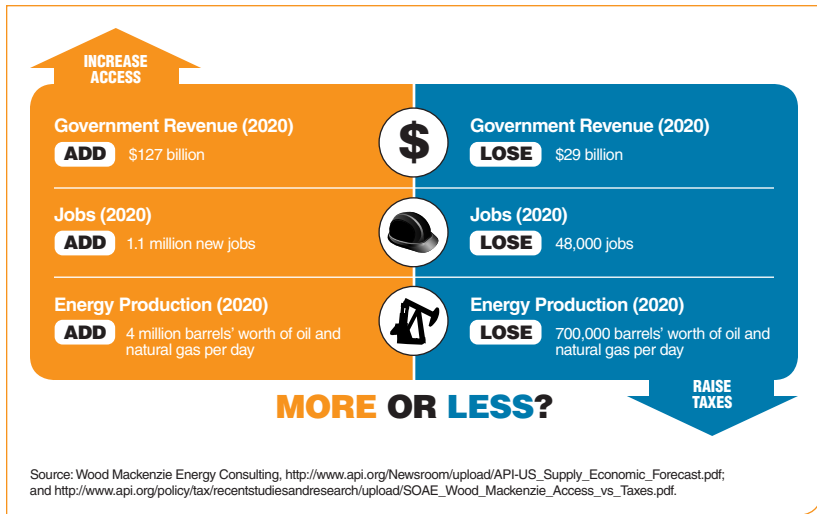 INCREASE
ACCESS
Government Revenue (2020)
ADD $127 billion
Jobs (2020)
ADD 1.1 million new jobs
Energy Production (2020)
ADD 4 million barrels' worth of oil and
natural gas per day
$
Government Revenue (2020)
LOSE $29 billion
Jobs (2020)
LOSE 48,000 jobs
Energy Production (2020)
LOSE 700,000 barrels' worth of oil and
natural gas per day
RAISE
TAXES
MORE OR LESS?
Source: Wood Mackenzie Energy Consulting, http://www.api.org/Newsroom/upload/API-US_Supply_Economic_Forecast.pdf;
and http://www.api.org/policy/tax/recentstudiesandresearch/upload/SOAE_Wood_Mackenzie_Access_vs_Taxes.pdf.